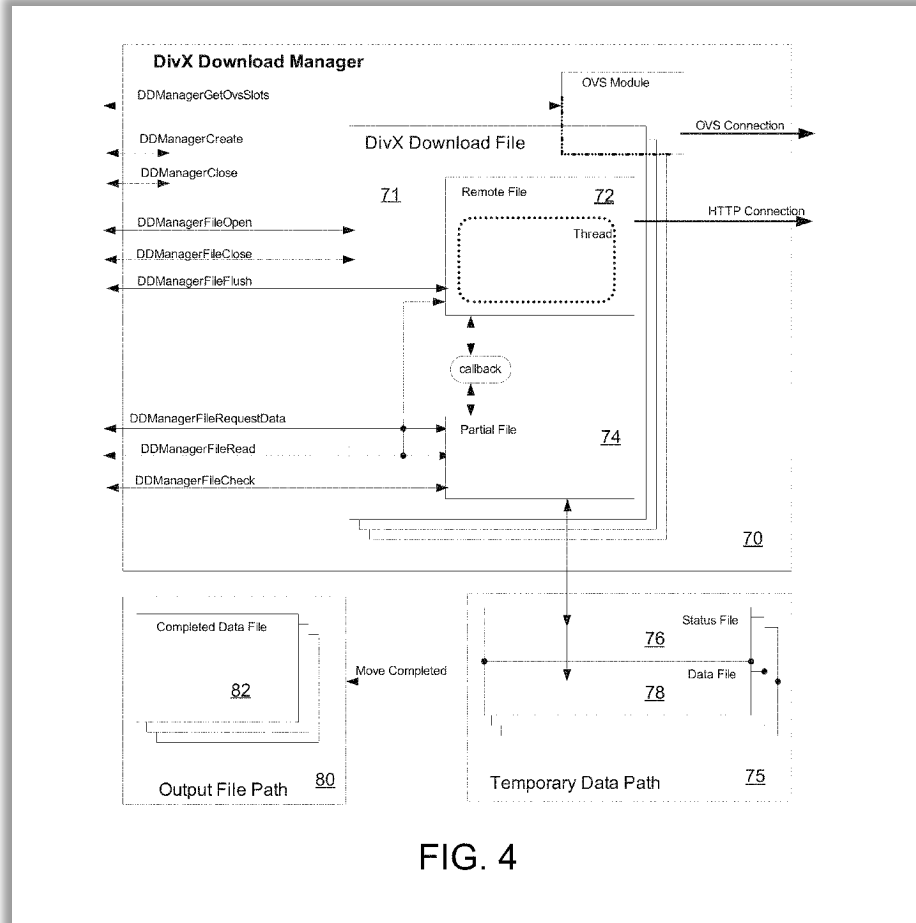 DivX Download Manager
OVS Module
DDManagerGetOvsSlots
OVS Connection
DDManagerCreate
DivX Download File
DDManagerClose
71
Remote File
72
HTTP Connection
DDManagerFileOpen
Thread
DDManagerFileClose
DDManagerFileFlush
callback
DDManagerFileRequestData
Partial File
74
DDManagerFileRead
DDManagerFileCheck
70
Completed Data File
Status File
76
Move Completed
Data File
82
78
Output File Path
80
Temporary Data Path
75
FIG. 4